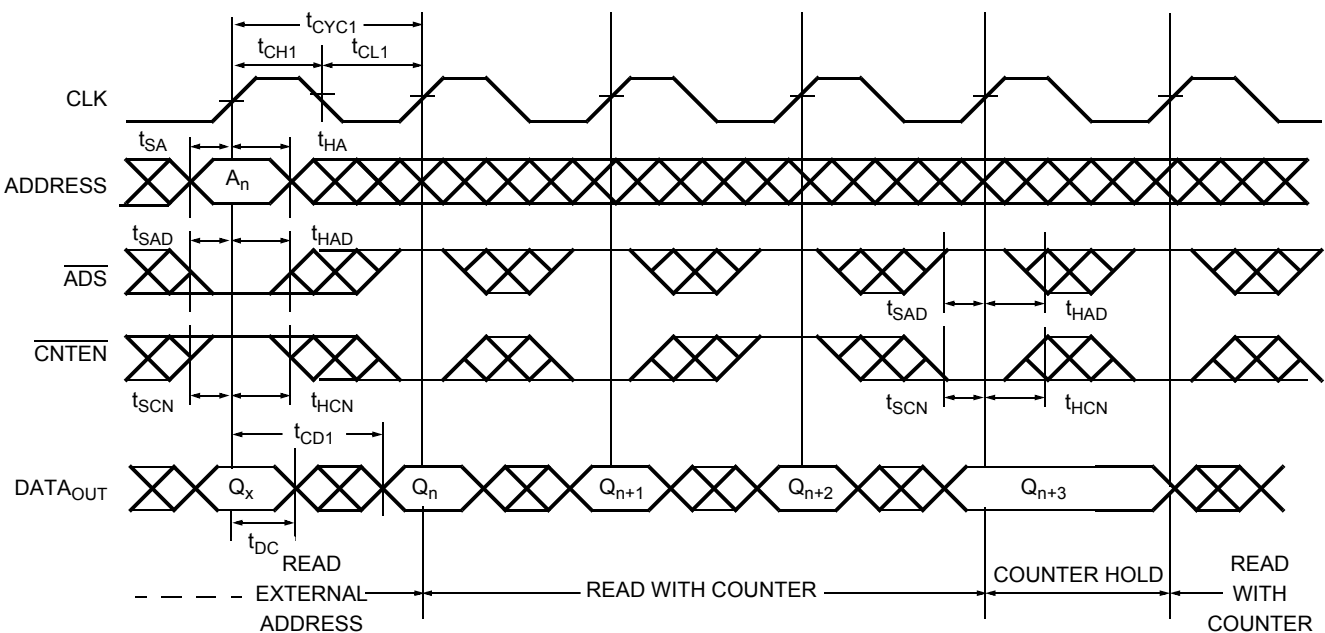 tCYC1
tCH1 tCL1
CLK
tSA tHA
ADDRESS An
tSAD tHAD
ADS
tSAD tHAD
CNTEN
tSCN tHCN tSCN tHCN
tCD1
DATAOUT Qx Qn Qn+1 Qn+2 Qn+3
tDC
READ
EXTERNAL
ADDRESS
READ WITH COUNTER
COUNTER HOLD
READ
WITH
COUNTER